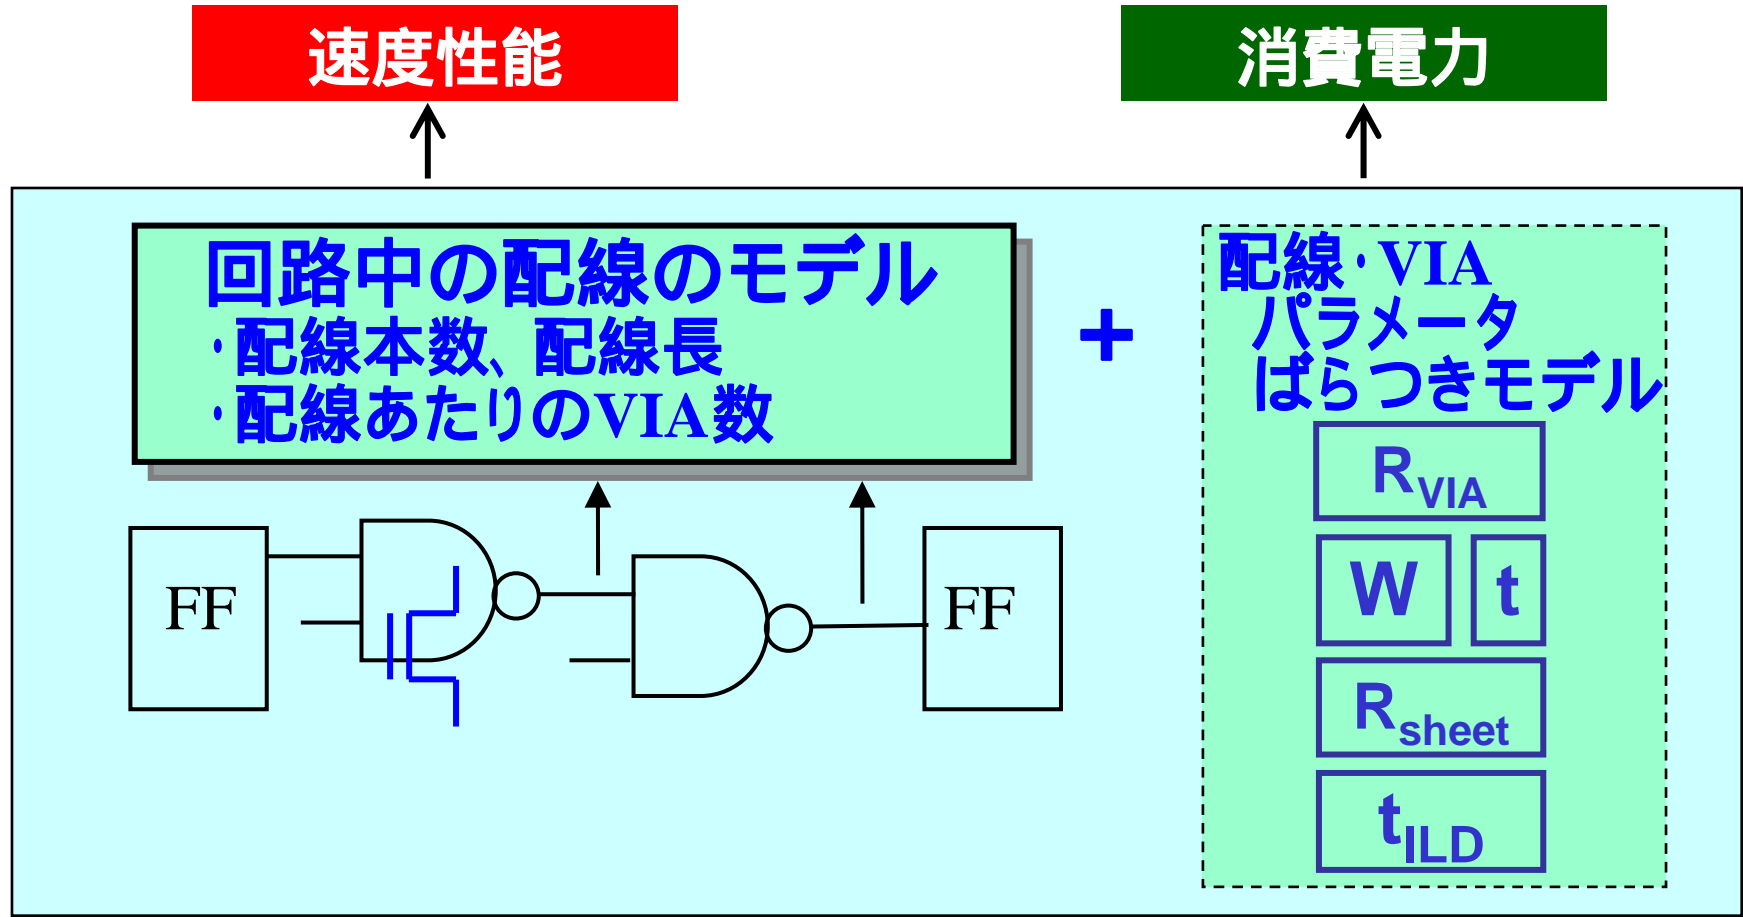 速度性能
消費電力
回路中の配線のモデル
・配線本数、配線長
・配線あたりのVIA数
+
配線・VIA
パラメータ
ばらつきモデル
RVIA
W t
Rsheet
tILD
FF
FF